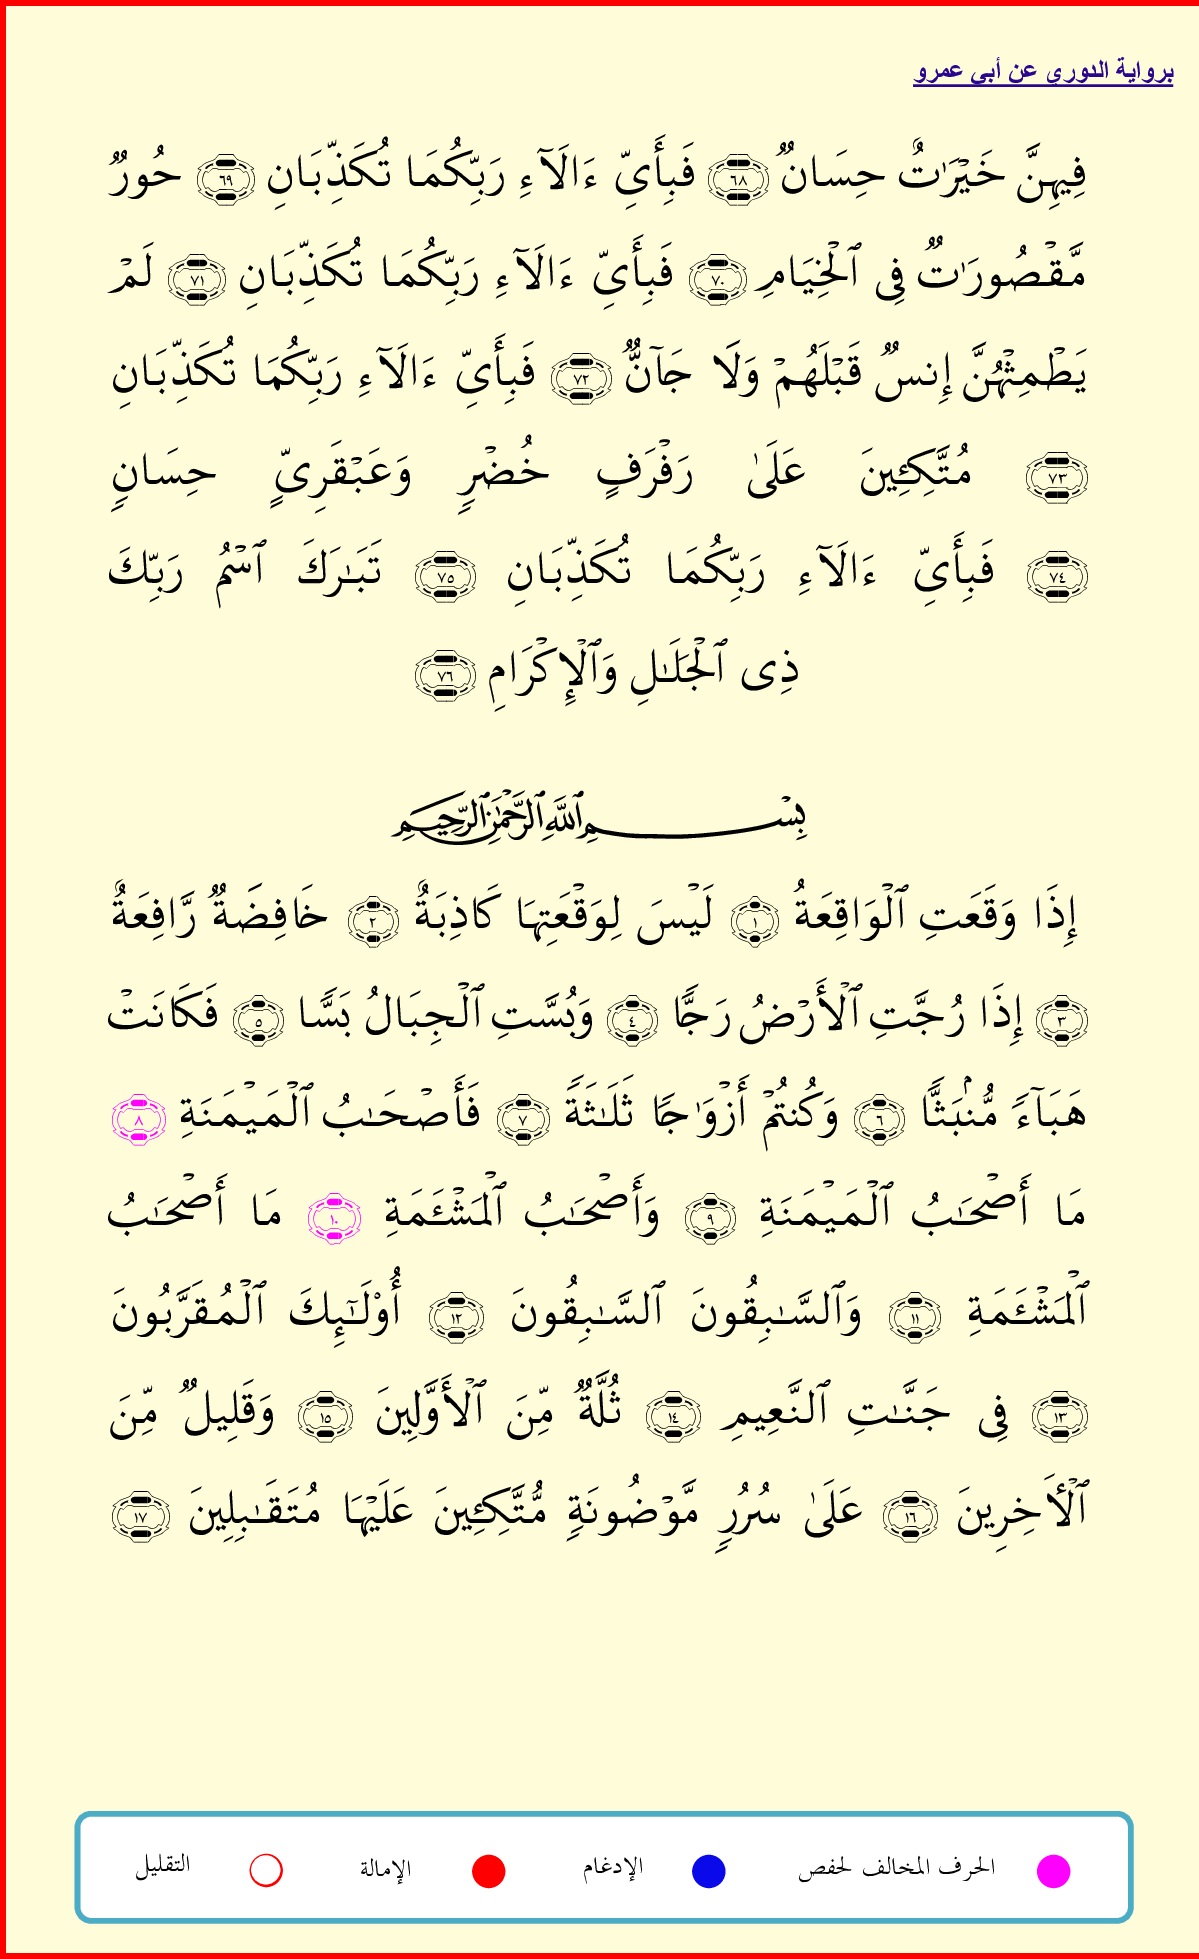 برواية الدوري عن أبي عمرو
فِيهِنَّ خَيْرَٰتٌ حِسَانٌ ٦٨ فَبِأَيِّ ءَالَآءِ رَبِّكُمَا تُكَذِّبَانِ ٦٩ حُورٌ
مَّقْصُورَٰتٌ فِي ٱلْخِيَامِ ٧٠ فَبِأَيِّ ءَالَآءِ رَبِّكُمَا تُكَذِّبَانِ ٧١ لَمْ
يَطْمِثْهُنَّ إِنسٌ قَبْلَهُمْ وَلَا جَآنٌّ ٧٢ فَبِأَيِّ ءَالَآءِ رَبِّكُمَا تُكَذِّبَانِ
٧٣ مُتَّكِـِٔينَ عَلَىٰ رَفْرَفٍ خُضْرٍ وَعَبْقَرِيٍّ حِسَانٍ
٧٤ فَبِأَيِّ ءَالَآءِ رَبِّكُمَا تُكَذِّبَانِ ٧٥ تَبَٰرَكَ ٱسْمُ رَبِّكَ
ذِي ٱلْجَلَٰلِ وَٱلْإِكْرَامِ ٧٦
بِسْمِ ٱللَّهِ ٱلرَّحْمَٰنِ ٱلرَّحِيمِ
إِذَا وَقَعَتِ ٱلْوَاقِعَةُ ١ لَيْسَ لِوَقْعَتِهَا كَاذِبَةٌ ٢ خَافِضَةٌ رَّافِعَةٌ
٣ إِذَا رُجَّتِ ٱلْأَرْضُ رَجًّا ٤ وَبُسَّتِ ٱلْجِبَالُ بَسًّا ٥ فَكَانَتْ
هَبَآءً مُّنۢبَثًّا ٦ وَكُنتُمْ أَزْوَٰجًا ثَلَٰثَةً ٧ فَأَصْحَٰبُ ٱلْمَيْمَنَةِ ٨
مَا أَصْحَٰبُ ٱلْمَيْمَنَةِ ٩ وَأَصْحَٰبُ ٱلْمَشْـَٔمَةِ ١٠ مَا أَصْحَٰبُ
ٱلْمَشْـَٔمَةِ ١١ وَٱلسَّٰبِقُونَ ٱلسَّٰبِقُونَ ١٢ أُوْلَٰٓئِكَ ٱلْمُقَرَّبُونَ
١٣ فِي جَنَّٰتِ ٱلنَّعِيمِ ١٤ ثُلَّةٌ مِّنَ ٱلْأَوَّلِينَ ١٥ وَقَلِيلٌ مِّنَ
ٱلْأَخِرِينَ ١٦ عَلَىٰ سُرُرٍ مَّوْضُونَةٍ مُّتَّكِـِٔينَ عَلَيْهَا مُتَقَٰبِلِينَ ١٧
الحرف المخالف لحفص الإدغام الإمالة التقليل